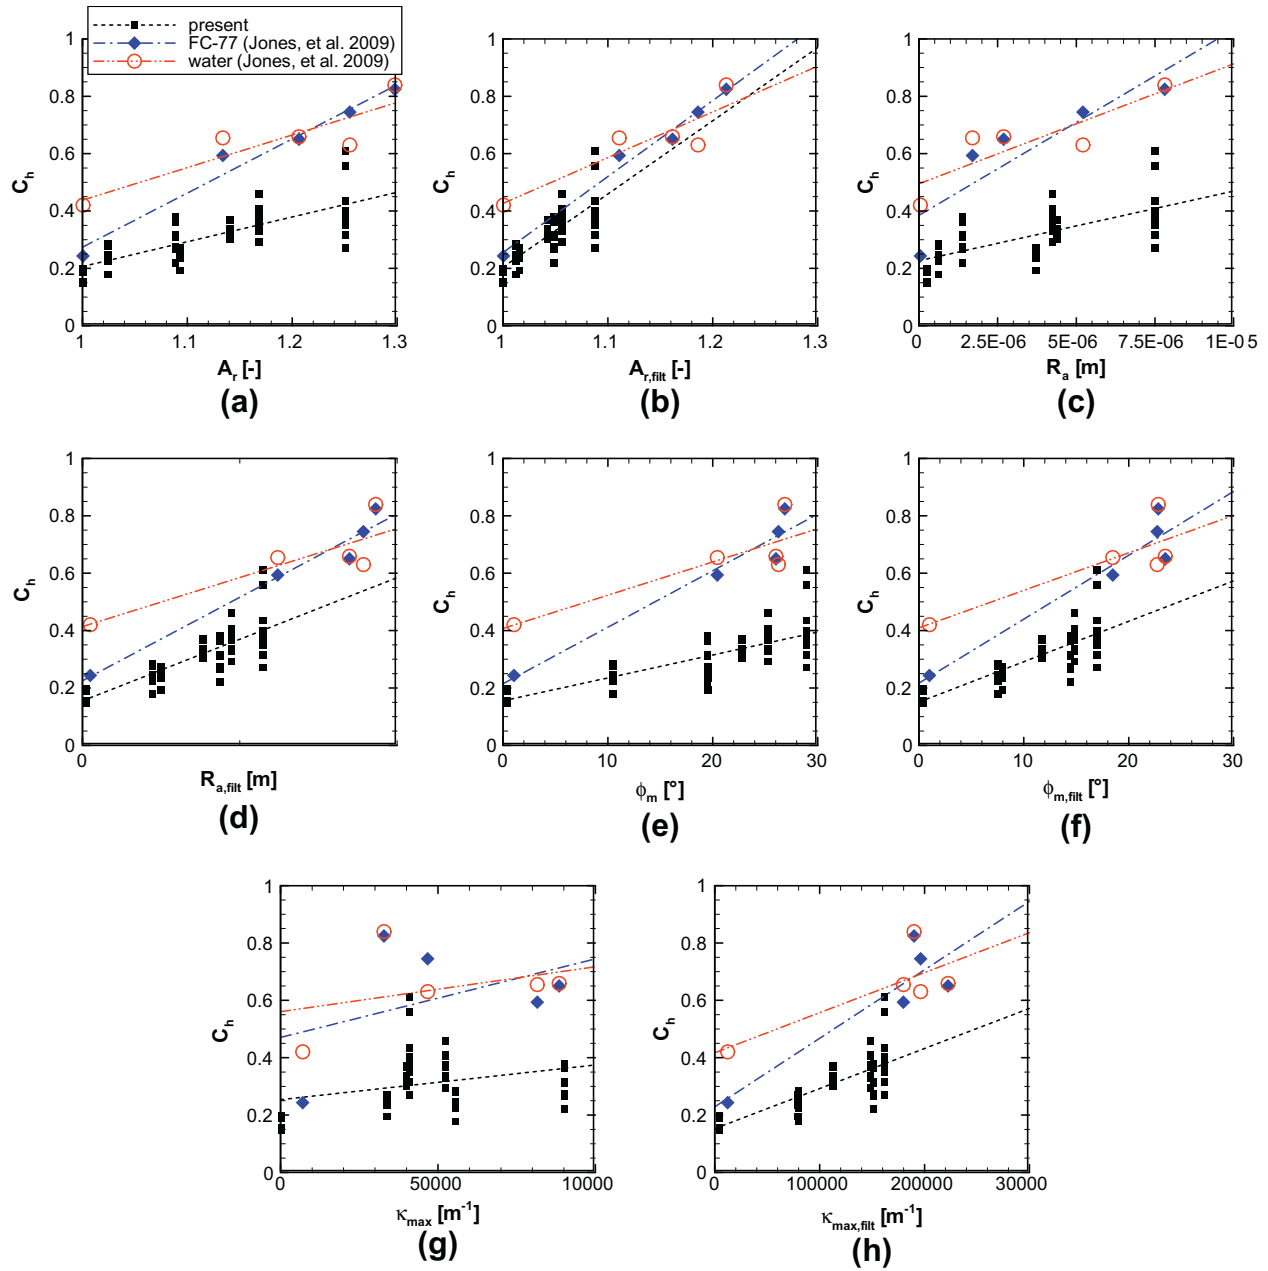 present
FC-77 (Jones, et al. 2009)
water (Jones, et al. 2009)
1
0.8
0.6
0.4
0.2
0
C_h
1 1.1 1.2 1.3
A_r [-]
(a)
1
0.8
0.6
0.4
0.2
0
C_h
1 1.1 1.2 1.3
A_r,filt [-]
(b)
1
0.8
0.6
0.4
0.2
0
C_h
0 2.5E-06 5E-06 7.5E-06 1E-05
R_a [m]
(c)
1
0.8
0.6
0.4
0.2
0
C_h
0
R_a,filt [m]
(d)
1
0.8
0.6
0.4
0.2
0
C_h
0 10 20 30
ϕ_m [°]
(e)
1
0.8
0.6
0.4
0.2
0
C_h
0 10 20 30
ϕ_m,filt [°]
(f)
1
0.8
0.6
0.4
0.2
0
C_h
0 50000 10000
κ_max [m⁻¹]
(g)
1
0.8
0.6
0.4
0.2
0
C_h
0 100000 200000 30000
κ_max,filt [m⁻¹]
(h)